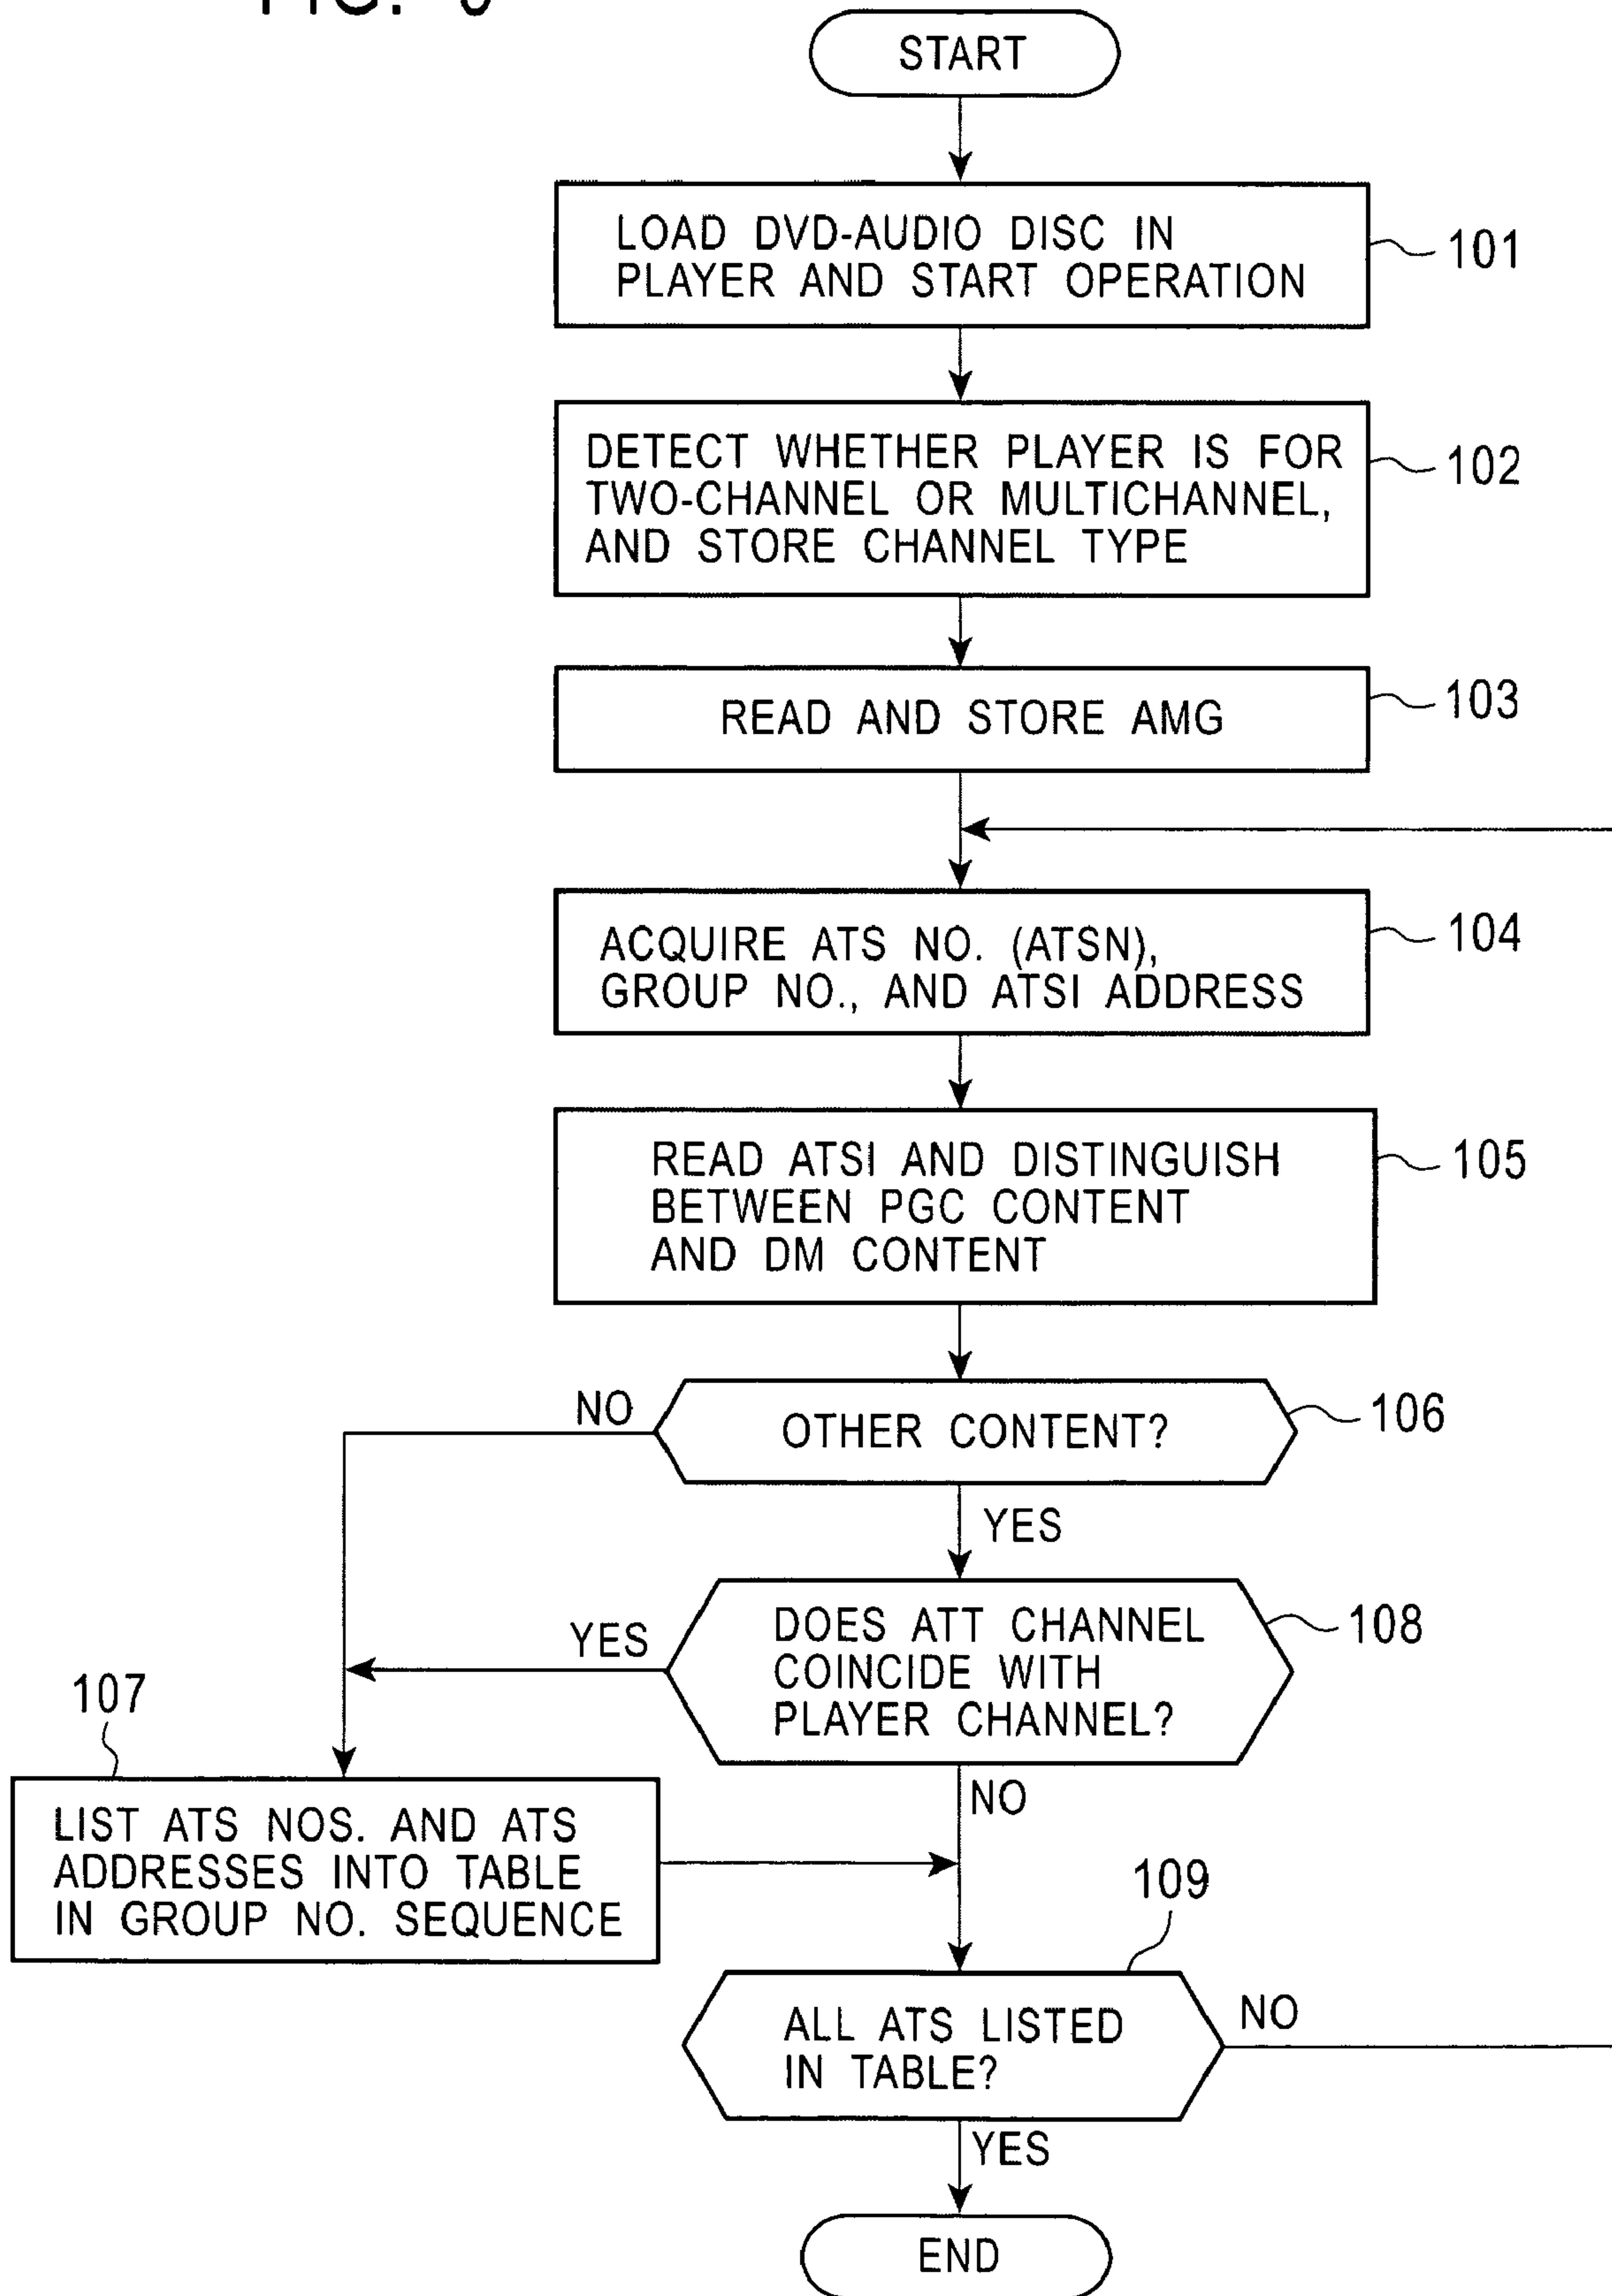 START
LOAD DVD-AUDIO DISC IN
PLAYER AND START OPERATION
101
DETECT WHETHER PLAYER IS FOR
TWO-CHANNEL OR MULTICHANNEL,
AND STORE CHANNEL TYPE
102
READ AND STORE AMG
103
ACQUIRE ATS NO. (ATSN),
GROUP NO., AND ATSI ADDRESS
104
READ ATSI AND DISTINGUISH
BETWEEN PGC CONTENT
AND DM CONTENT
105
NO
OTHER CONTENT?
106
YES
YES
DOES ATT CHANNEL
COINCIDE WITH
PLAYER CHANNEL?
108
107
NO
LIST ATS NOS. AND ATS
ADDRESSES INTO TABLE
IN GROUP NO. SEQUENCE
109
ALL ATS LISTED
IN TABLE?
NO
YES
END